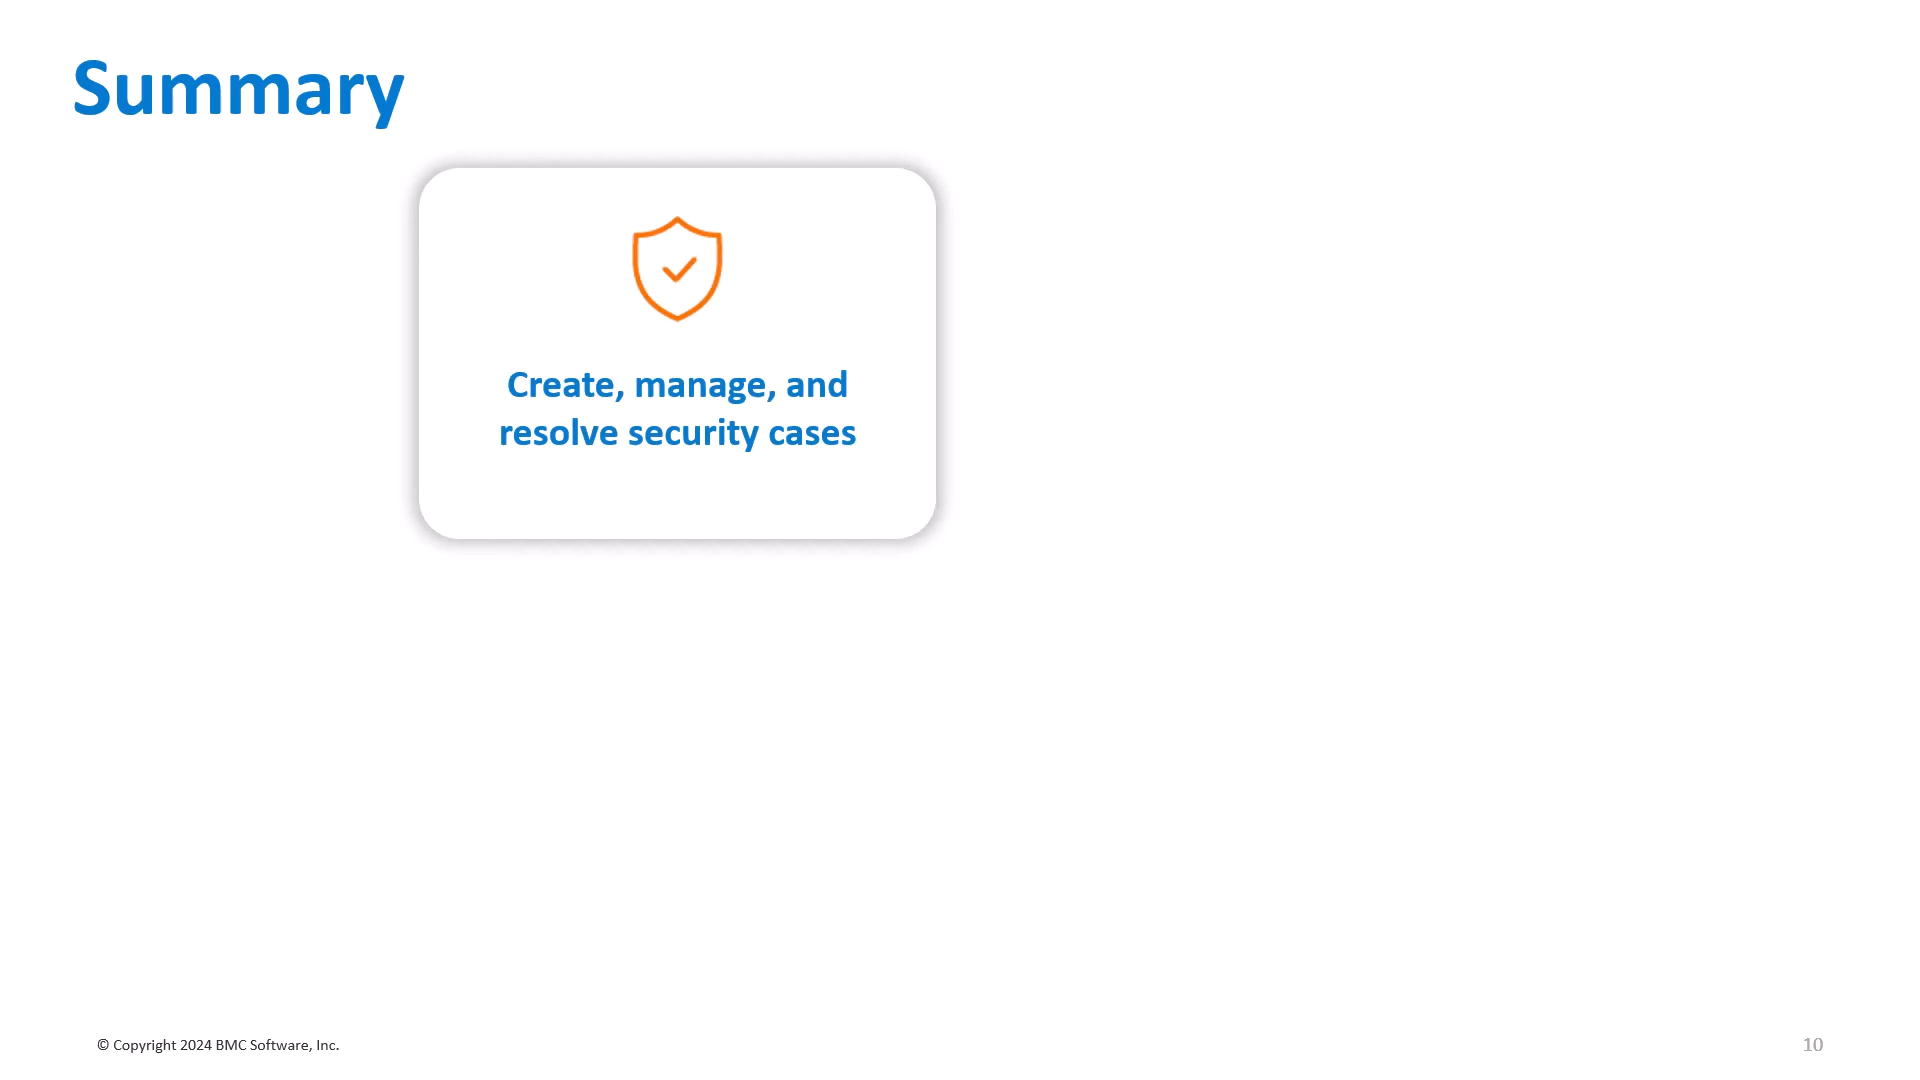 Summary
Create, manage, and
resolve security cases
© Copyright 2024 BMC Software, Inc.
10